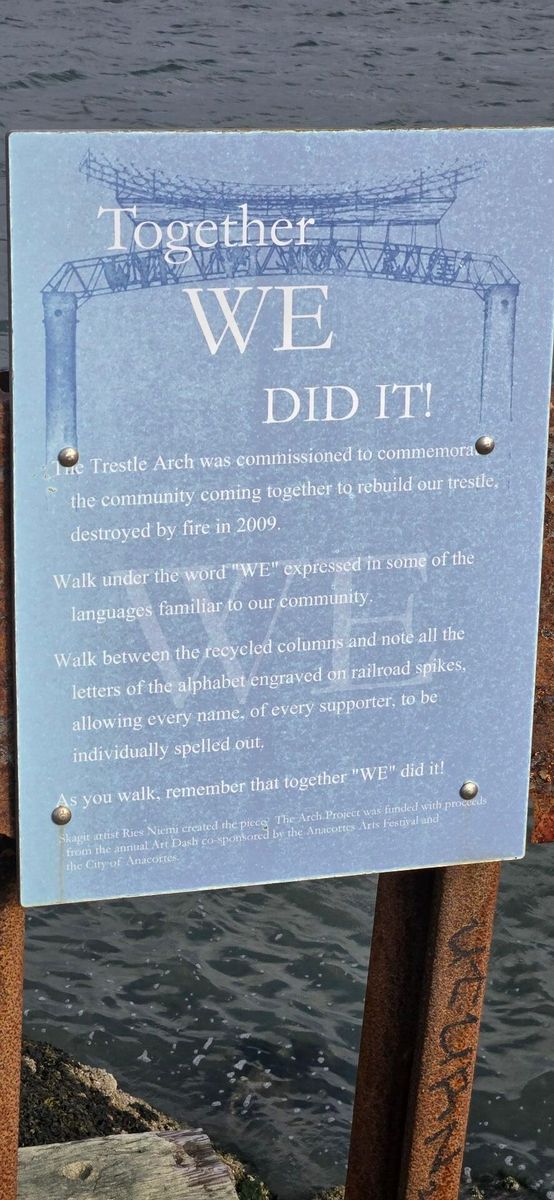 Together
WE
DID IT!
The Trestle Arch was commissioned to commemora
the community coming together to rebuild our trestle,
destroyed by fire in 2009.
Walk under the word "WE" expressed in some of the
languages familiar to our community.
Walk between the recycled columns and note all the
letters of the alphabet engraved on railroad spikes,
allowing every name, of every supporter, to be
individually spelled out.
As you walk, remember that together "WE" did it!
Skagit artist Ries Niemi created the piece. The Arch Project was funded with proceeds
from the annual Art Dash co-sponsored by the Anacortes Arts Festival and
the City of Anacortes.
WE